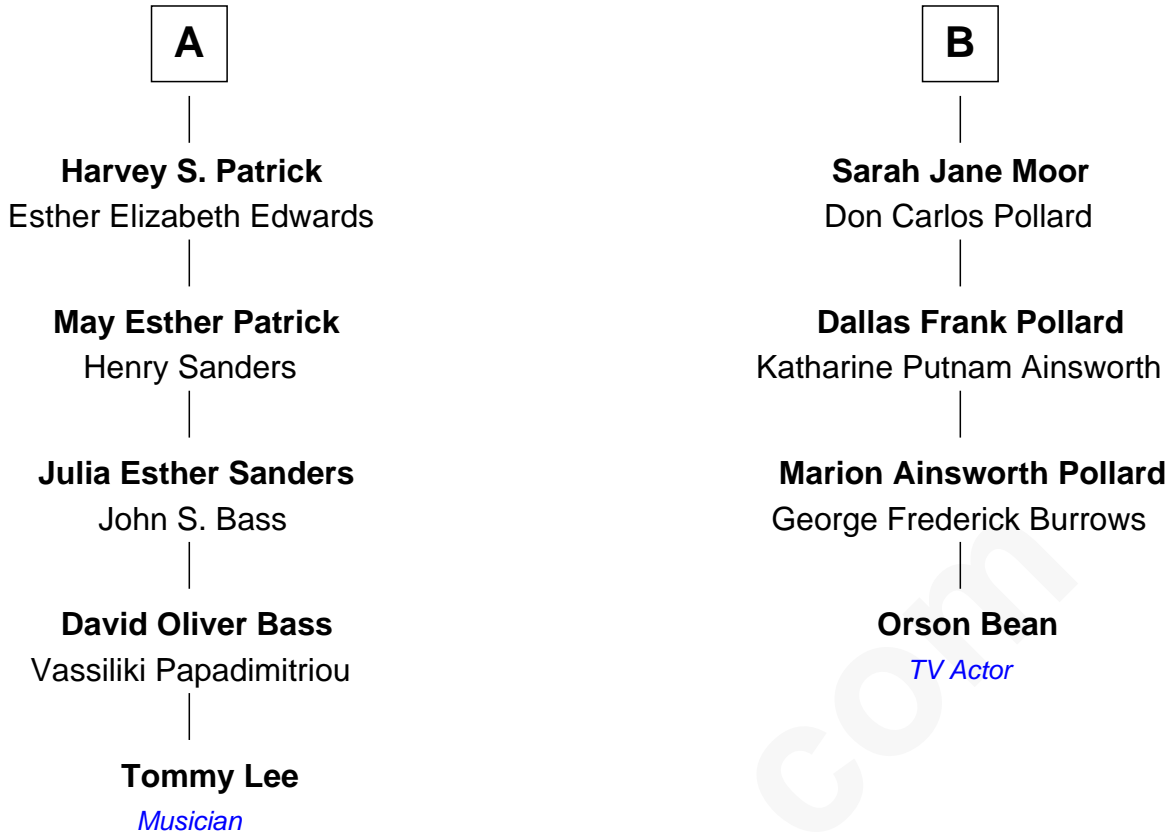 A
Harvey S. Patrick
Esther Elizabeth Edwards
May Esther Patrick
Henry Sanders
Julia Esther Sanders
John S. Bass
David Oliver Bass
Vassiliki Papadimitriou
Tommy Lee
Musician
B
Sarah Jane Moor
Don Carlos Pollard
Dallas Frank Pollard
Katharine Putnam Ainsworth
Marion Ainsworth Pollard
George Frederick Burrows
Orson Bean
TV Actor
com